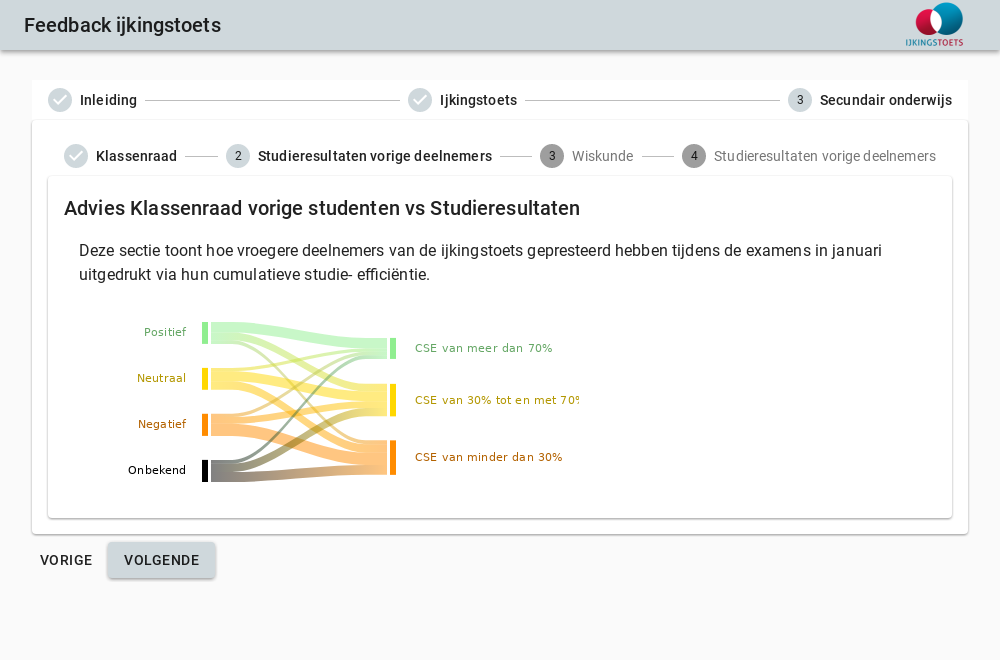 Feedback ijkingstoets
IJKINGSTOETS
Inleiding
Ijkingstoets
3 Secundair onderwijs
Klassenraad
2 Studieresultaten vorige deelnemers
3 Wiskunde
4 Studieresultaten vorige deelnemers
Advies Klassenraad vorige studenten vs Studieresultaten
Deze sectie toont hoe vroegere deelnemers van de ijkingstoets gepresteerd hebben tijdens de examens in januari
uitgedrukt via hun cumulatieve studie- efficiëntie.
Positief
CSE van meer dan 70%
Neutraal
CSE van 30% tot en met 70%
Negatief
CSE van minder dan 30%
Onbekend
VORIGE
VOLGENDE